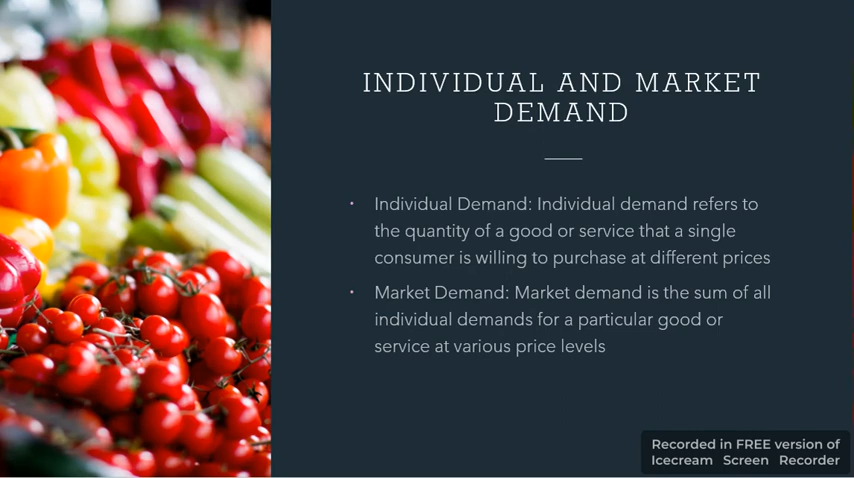 INDIVIDUAL AND MARKET
DEMAND
• Individual Demand: Individual demand refers to
the quantity of a good or service that a single
consumer is willing to purchase at different prices
• Market Demand: Market demand is the sum of all
individual demands for a particular good or
service at various price levels
Recorded in FREE version of
Icecream Screen Recorder